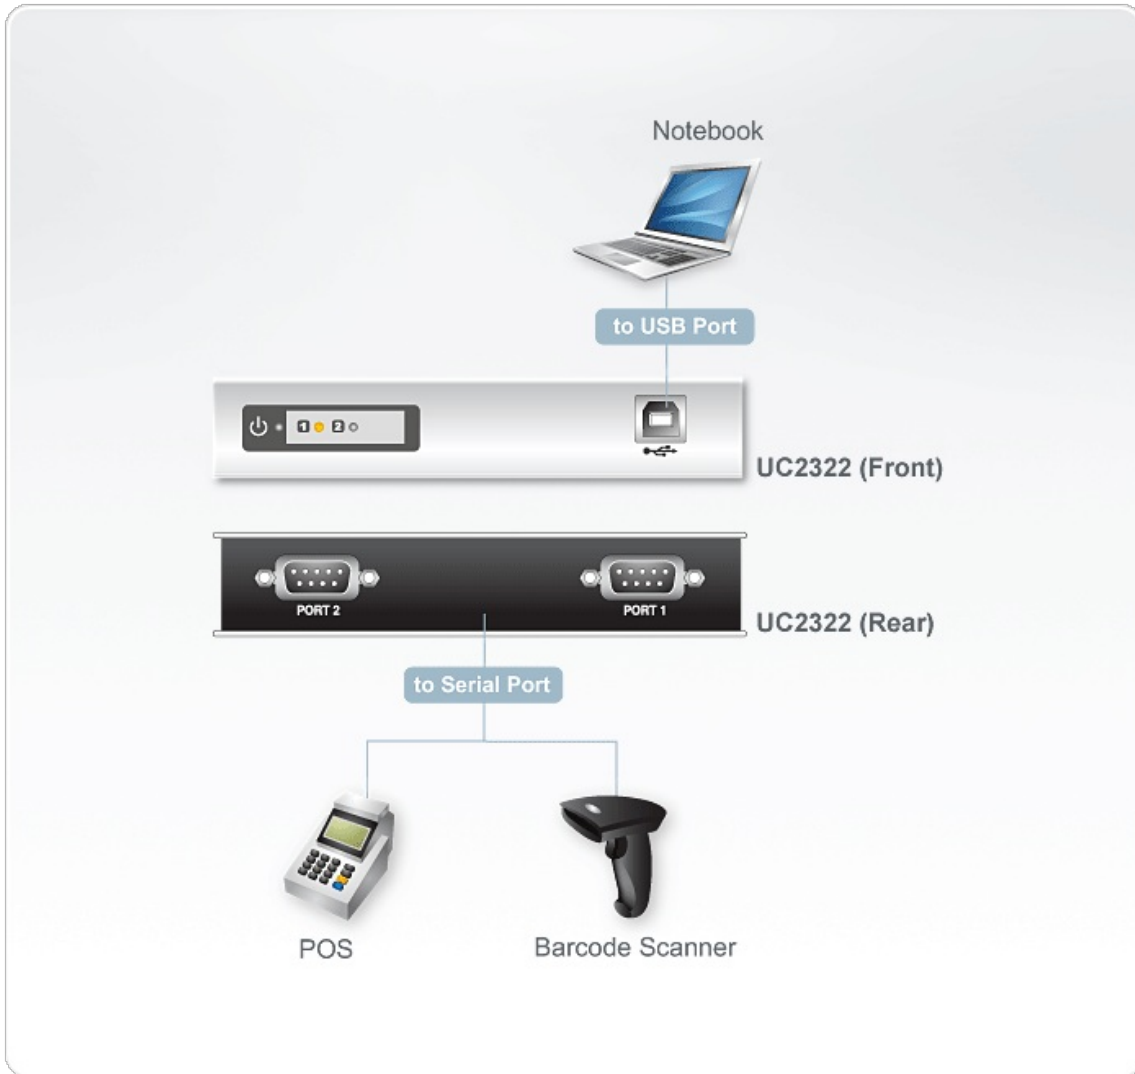 Notebook
to USB Port
1 2
UC2322 (Front)
PORT 2 PORT 1
UC2322 (Rear)
to Serial Port
POS Barcode Scanner